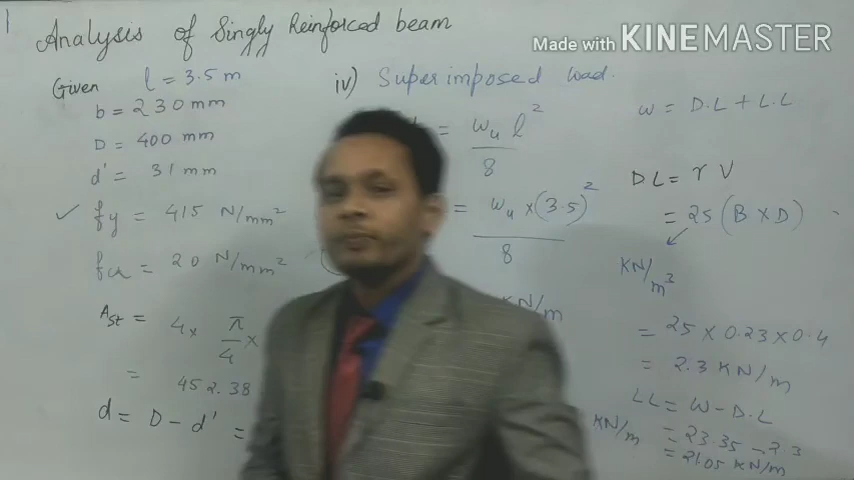 Analysis of Singly Reinforced beam
Made with KINEMASTER
Given l = 3.5 m
b = 230 mm
D = 400 mm
d' = 31 mm
✓ fy = 415 N/mm²
fck = 20 N/mm²
Ast = 4 × π/4 ×
= 452.38
d = D - d' =
iv) Superimposed load.
= wu l² / 8
= wu × (3.5)² / 8
KN/m
KN/m
w = D.L + L.L
DL = γ V
= 25 (B × D)
KN/m³
= 25 × 0.23 × 0.4
= 2.3 KN/m
LL = W - D.L
= 23.35 - 2.3
= 21.05 KN/m